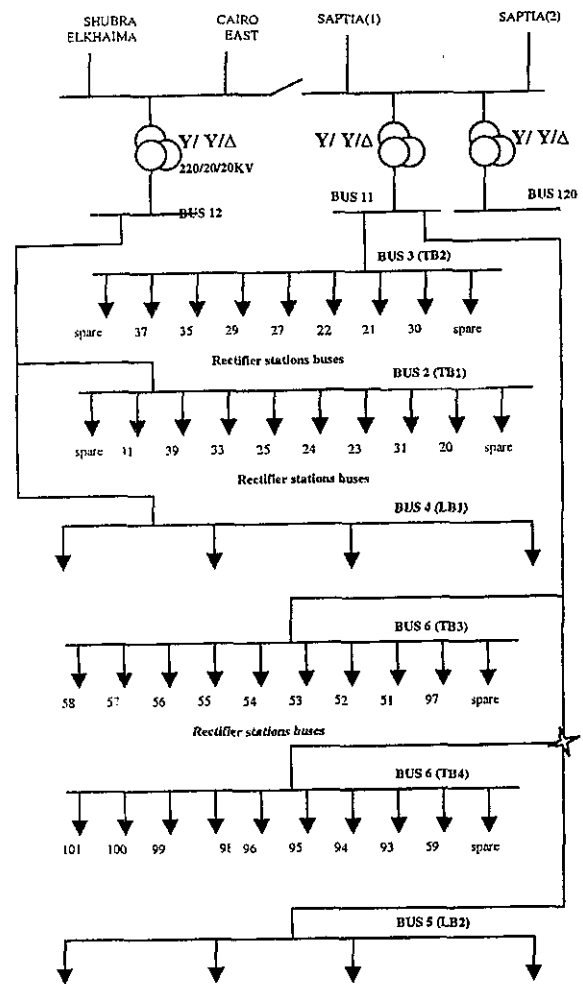 SHUBRA ELKHAIMA
CAIRO EAST
SAPTIA(1)
SAPTIA(2)
Y/ Y/Δ
220/20/20KV
Y/ Y/Δ
Y/ Y/Δ
BUS 12
BUS 11
BUS 120
BUS 3 (TB2)
spare 37 35 29 27 22 21 30 spare
Rectifier stations buses
BUS 2 (TB1)
spare 39 33 25 24 23 31 20 spare
Rectifier stations buses
BUS 4 (LB1)
BUS 6 (TB3)
58 57 56 55 54 53 52 51 97 spare
Rectifier stations buses
BUS 6 (TB4)
101 100 99 98 96 95 94 93 59 spare
BUS 5 (LB2)